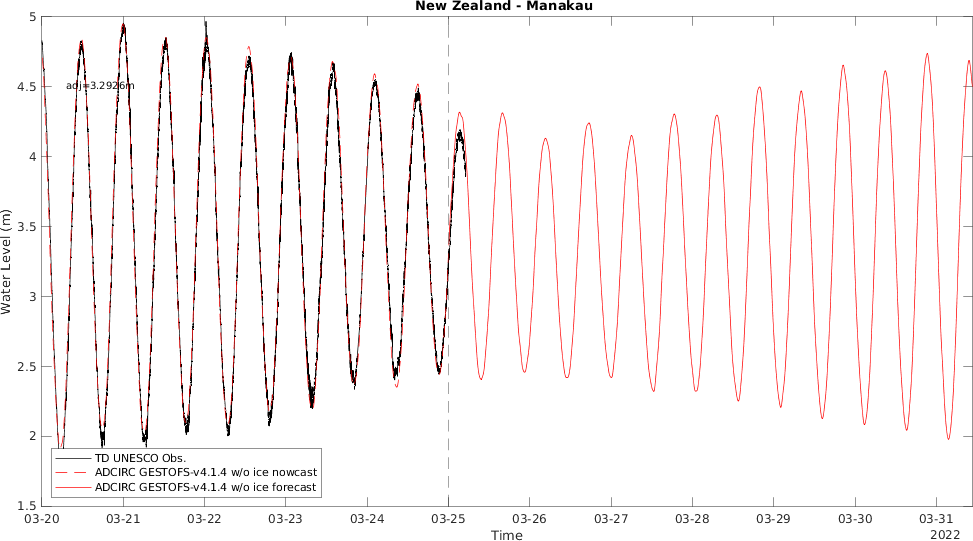 New Zealand - Manakau
5
4.5
4
3.5
3
2.5
2
1.5
Water Level (m)
adj=3.2926m
TD UNESCO Obs.
ADCIRC GESTOFS-v4.1.4 w/o ice nowcast
ADCIRC GESTOFS-v4.1.4 w/o ice forecast
03-20 03-21 03-22 03-23 03-24 03-25 03-26 03-27 03-28 03-29 03-30 03-31
2022
Time